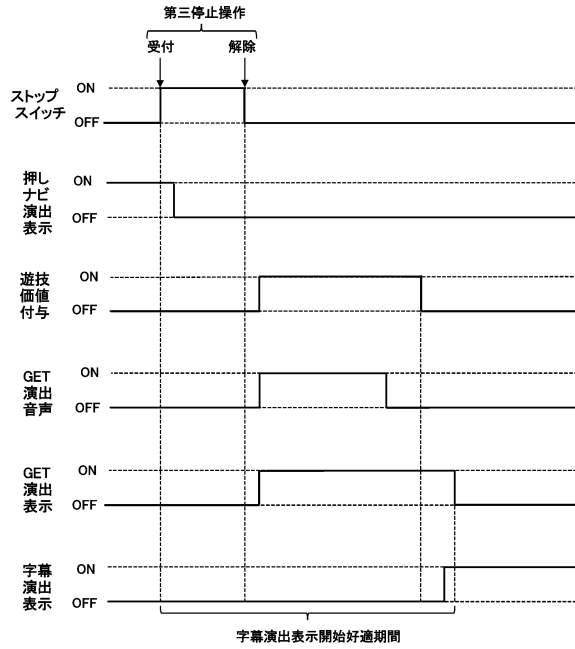 第三停止操作
受付
解除
ストップ
スイッチ
ON
OFF
押し
ナビ
演出
表示
ON
OFF
遊技
価値
付与
ON
OFF
GET
演出
音声
ON
OFF
GET
演出
表示
ON
OFF
字幕
演出
表示
ON
OFF
字幕演出表示開始好適期間